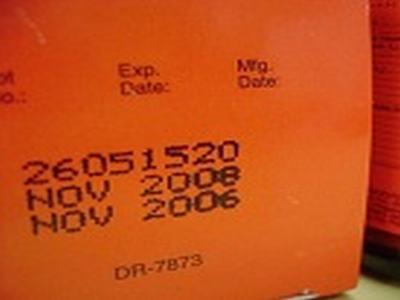 Exp. Mfg.
o.: Date: Date:
26051520
NOV 2008
NOV 2006
DR-7873